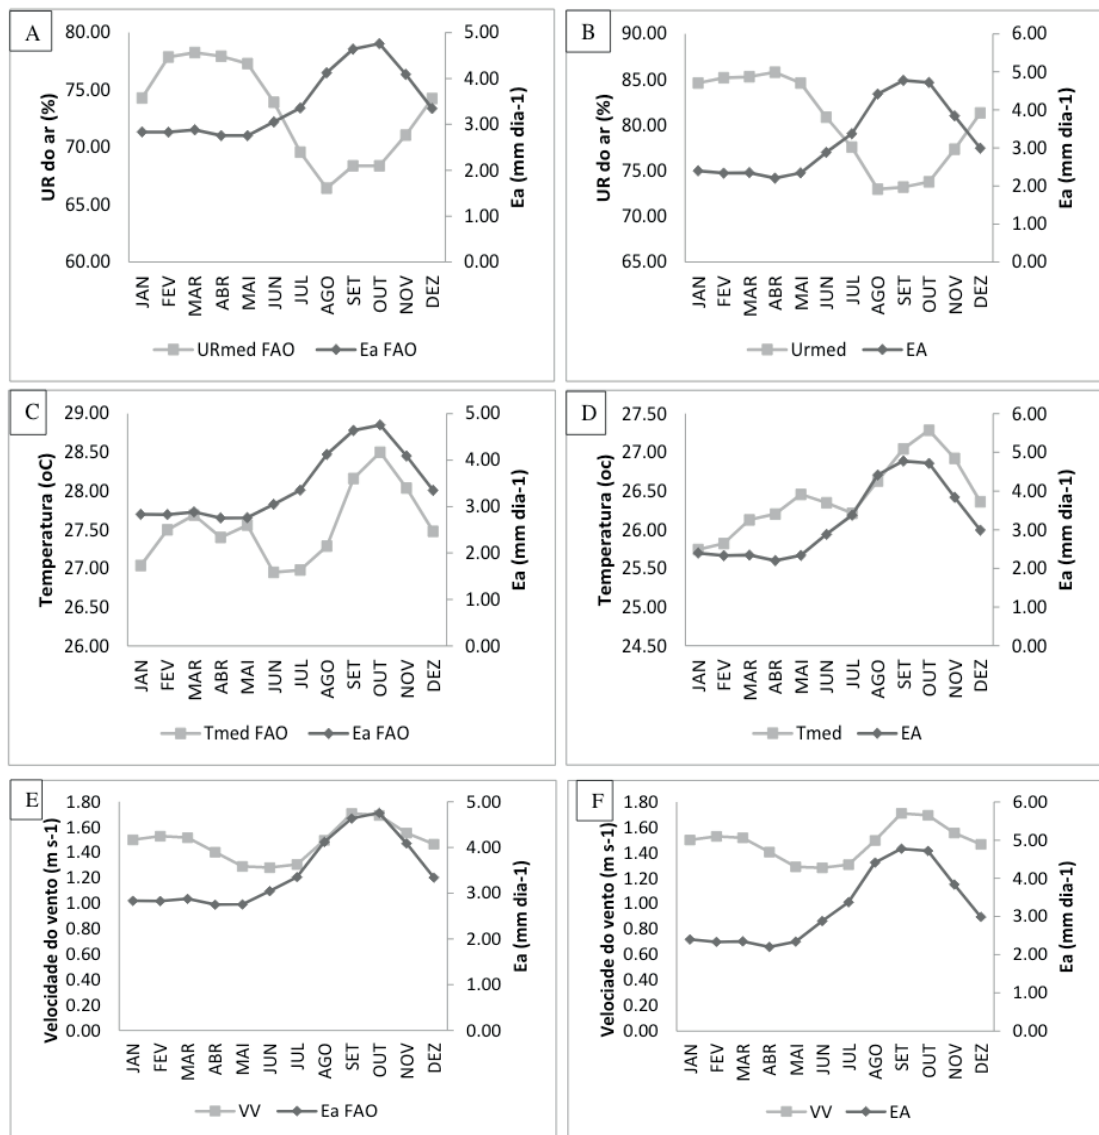 A
80.00
75.00
70.00
65.00
60.00
UR do ar (%)
5.00
4.00
3.00
2.00
1.00
0.00
Ea (mm dia-1)
JAN FEV MAR ABR MAI JUN JUL AGO SET OUT NOV DEZ
URmed FAO Ea FAO
B
90.00
85.00
80.00
75.00
70.00
65.00
UR do ar (%)
6.00
5.00
4.00
3.00
2.00
1.00
0.00
Ea (mm dia-1)
JAN FEV MAR ABR MAI JUN JUL AGO SET OUT NOV DEZ
Urmed EA
C
29.00
28.50
28.00
27.50
27.00
26.50
26.00
Temperatura (oC)
5.00
4.00
3.00
2.00
1.00
0.00
Ea (mm dia-1)
JAN FEV MAR ABR MAI JUN JUL AGO SET OUT NOV DEZ
Tmed FAO Ea FAO
D
27.50
27.00
26.50
26.00
25.50
25.00
24.50
Temperatura (oc)
6.00
5.00
4.00
3.00
2.00
1.00
0.00
Ea (mm dia-1)
JAN FEV MAR ABR MAI JUN JUL AGO SET OUT NOV DEZ
Tmed EA
E
1.80
1.60
1.40
1.20
1.00
0.80
0.60
0.40
0.20
0.00
Velocidade do vento (m s-1)
5.00
4.00
3.00
2.00
1.00
0.00
Ea (mm dia-1)
JAN FEV MAR ABR MAI JUN JUL AGO SET OUT NOV DEZ
VV Ea FAO
F
1.80
1.60
1.40
1.20
1.00
0.80
0.60
0.40
0.20
0.00
Velociade do vento (m s-1)
6.00
5.00
4.00
3.00
2.00
1.00
0.00
Ea (mm dia-1)
JAN FEV MAR ABR MAI JUN JUL AGO SET OUT NOV DEZ
VV EA